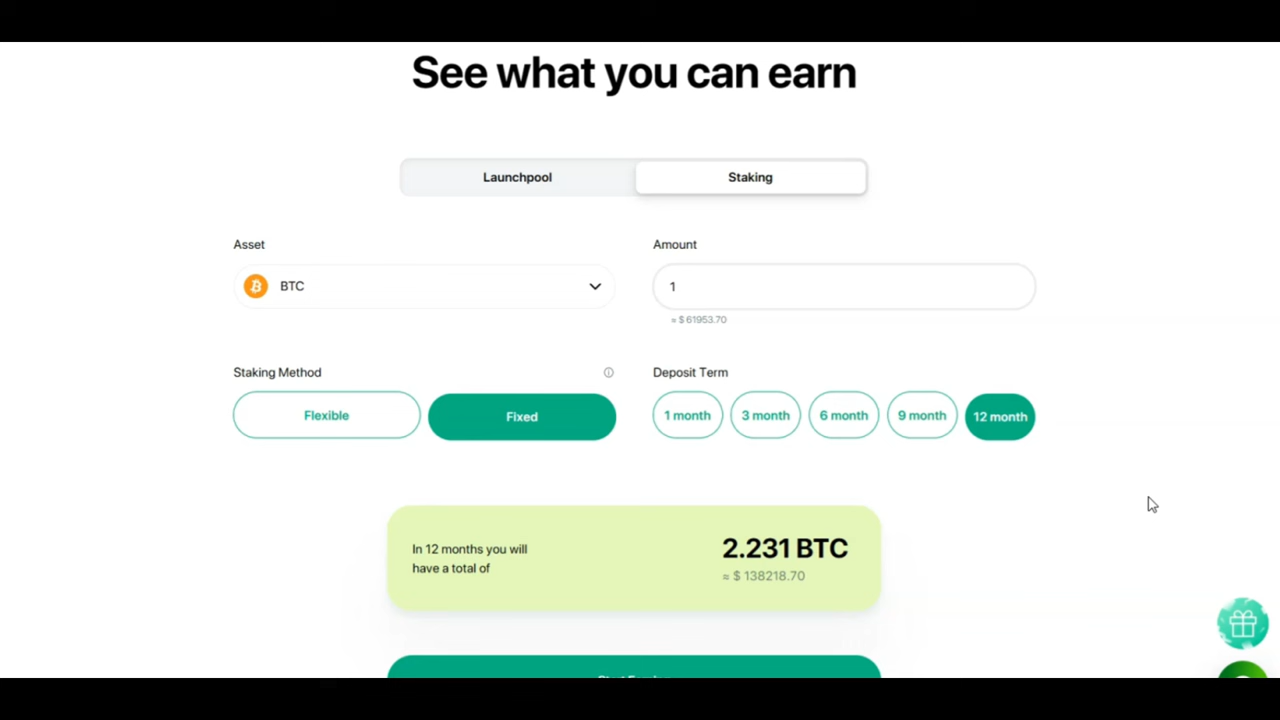 See what you can earn
Launchpool
Staking
Asset
Amount
BTC
1
≈ $ 61953.70
Staking Method
Deposit Term
Flexible
Fixed
1 month
3 month
6 month
9 month
12 month
In 12 months you will
have a total of
2.231 BTC
≈ $ 138218.70